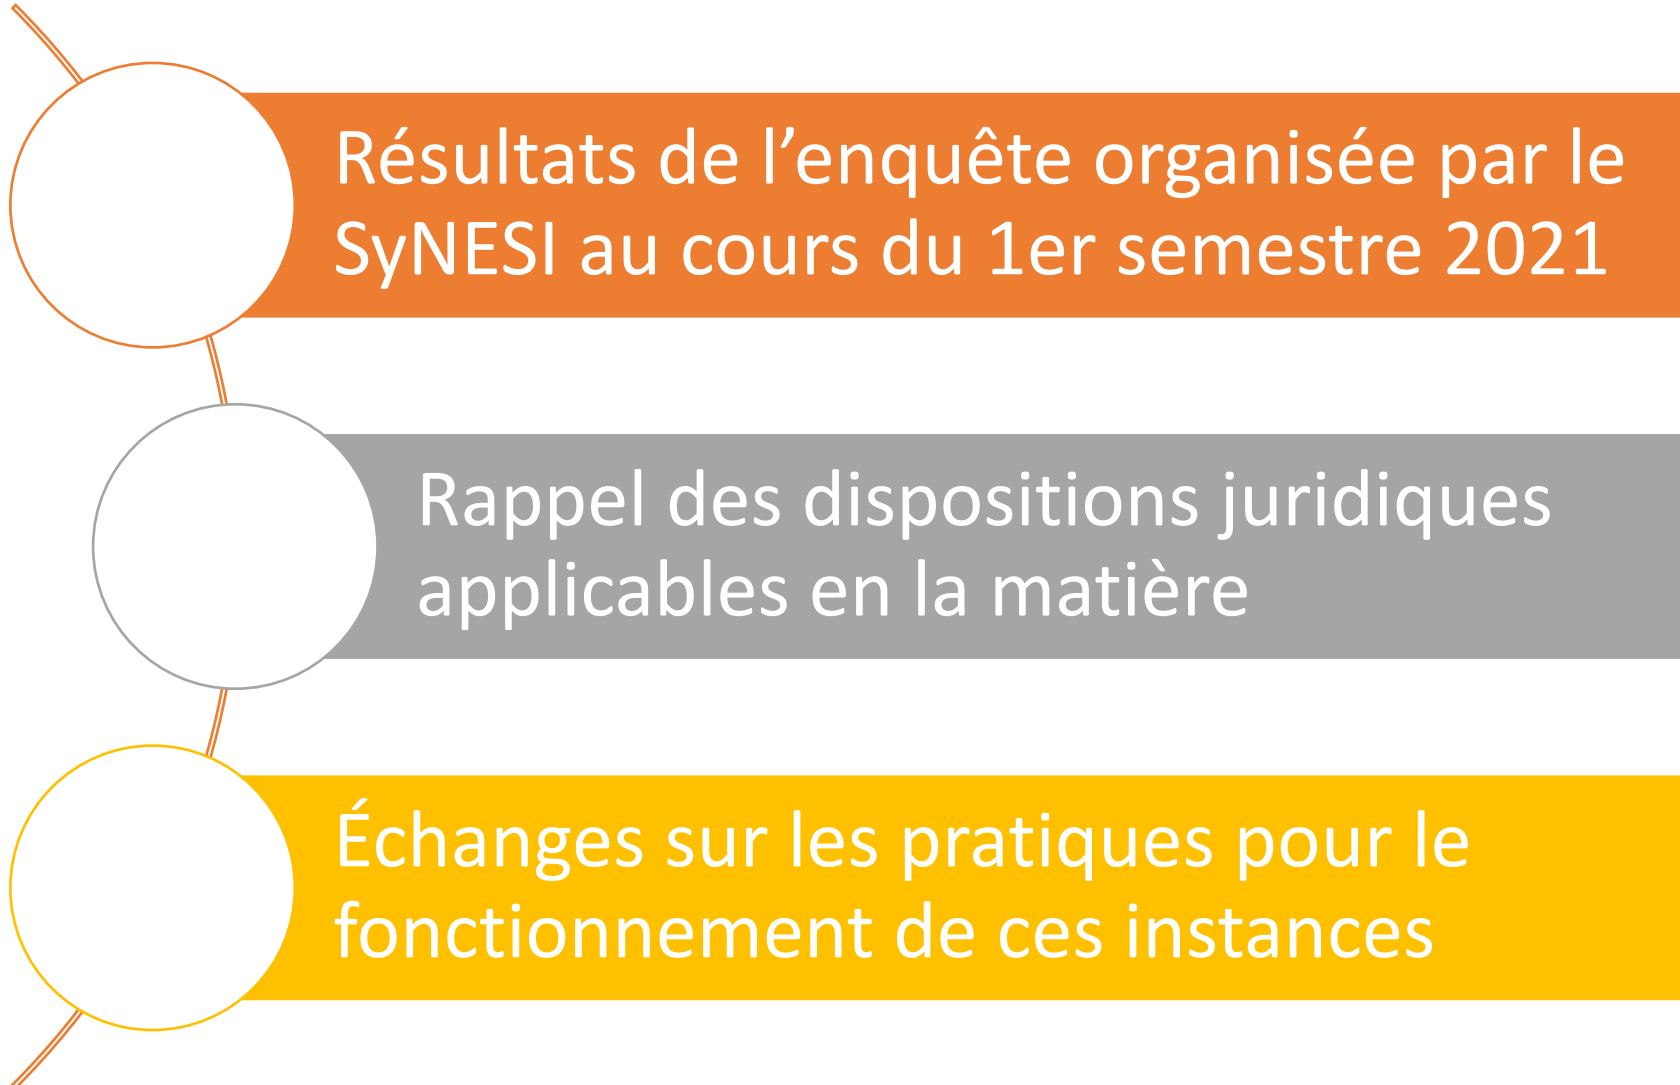 Résultats de l’enquête organisée par le
SyNESI au cours du 1er semestre 2021
Rappel des dispositions juridiques
applicables en la matière
Échanges sur les pratiques pour le
fonctionnement de ces instances